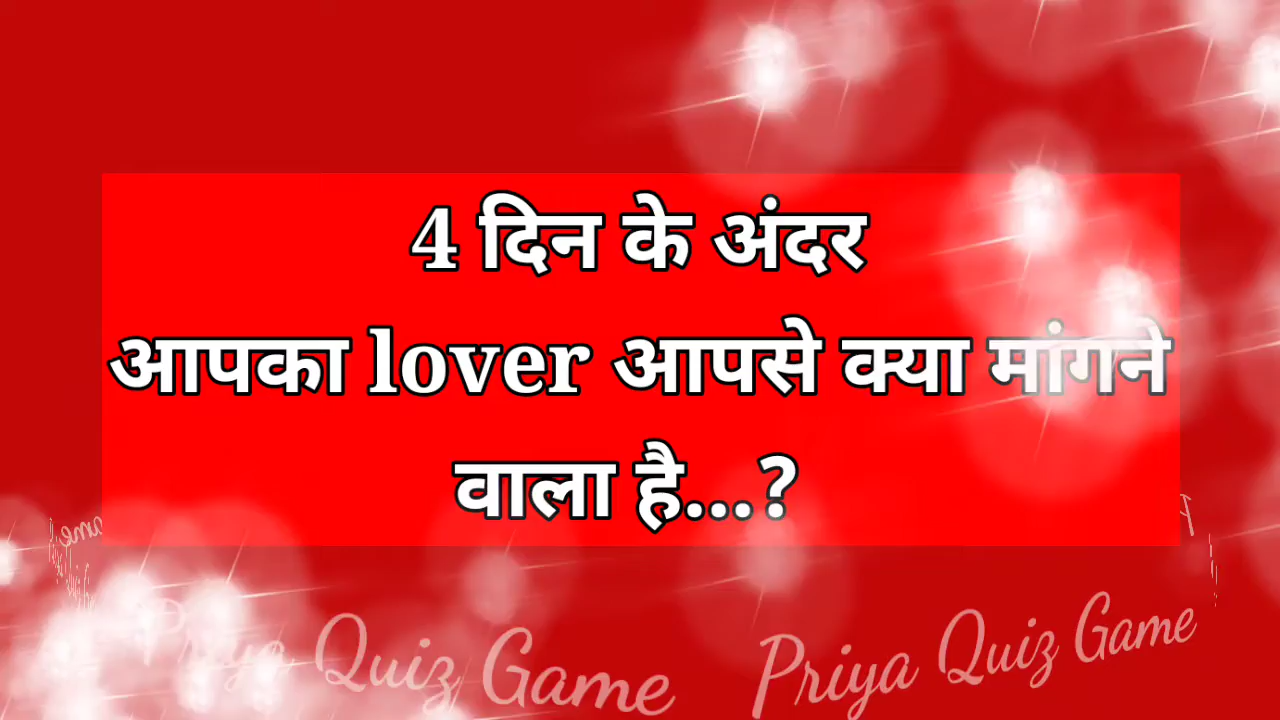 4 दिन के अंदर
आपका lover आपसे क्या मांगने
वाला है...?
Priya Quiz Game
Priya Quiz Game